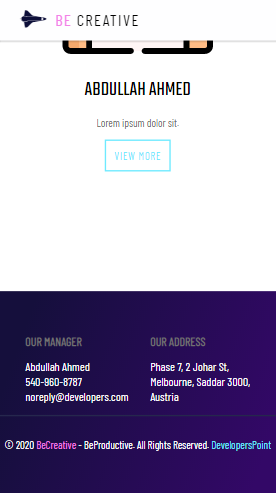 BE CREATIVE
ABDULLAH AHMED
Lorem ipsum dolor sit.
VIEW MORE
OUR MANAGER
Abdullah Ahmed
540-960-8787
noreply@developers.com
OUR ADDRESS
Phase 7, 2 Johar St,
Melbourne, Saddar 3000,
Austria
© 2020 BeCreative - BeProductive. All Rights Reserved. DevelopersPoint